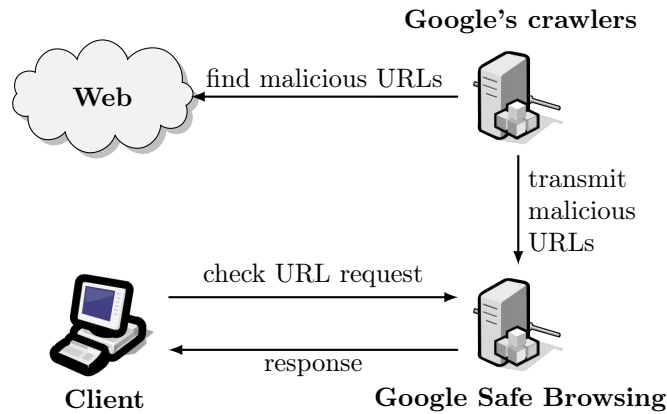 Google's crawlers
find malicious URLs
Web
transmit
malicious
URLs
check URL request
response
Client
Google Safe Browsing